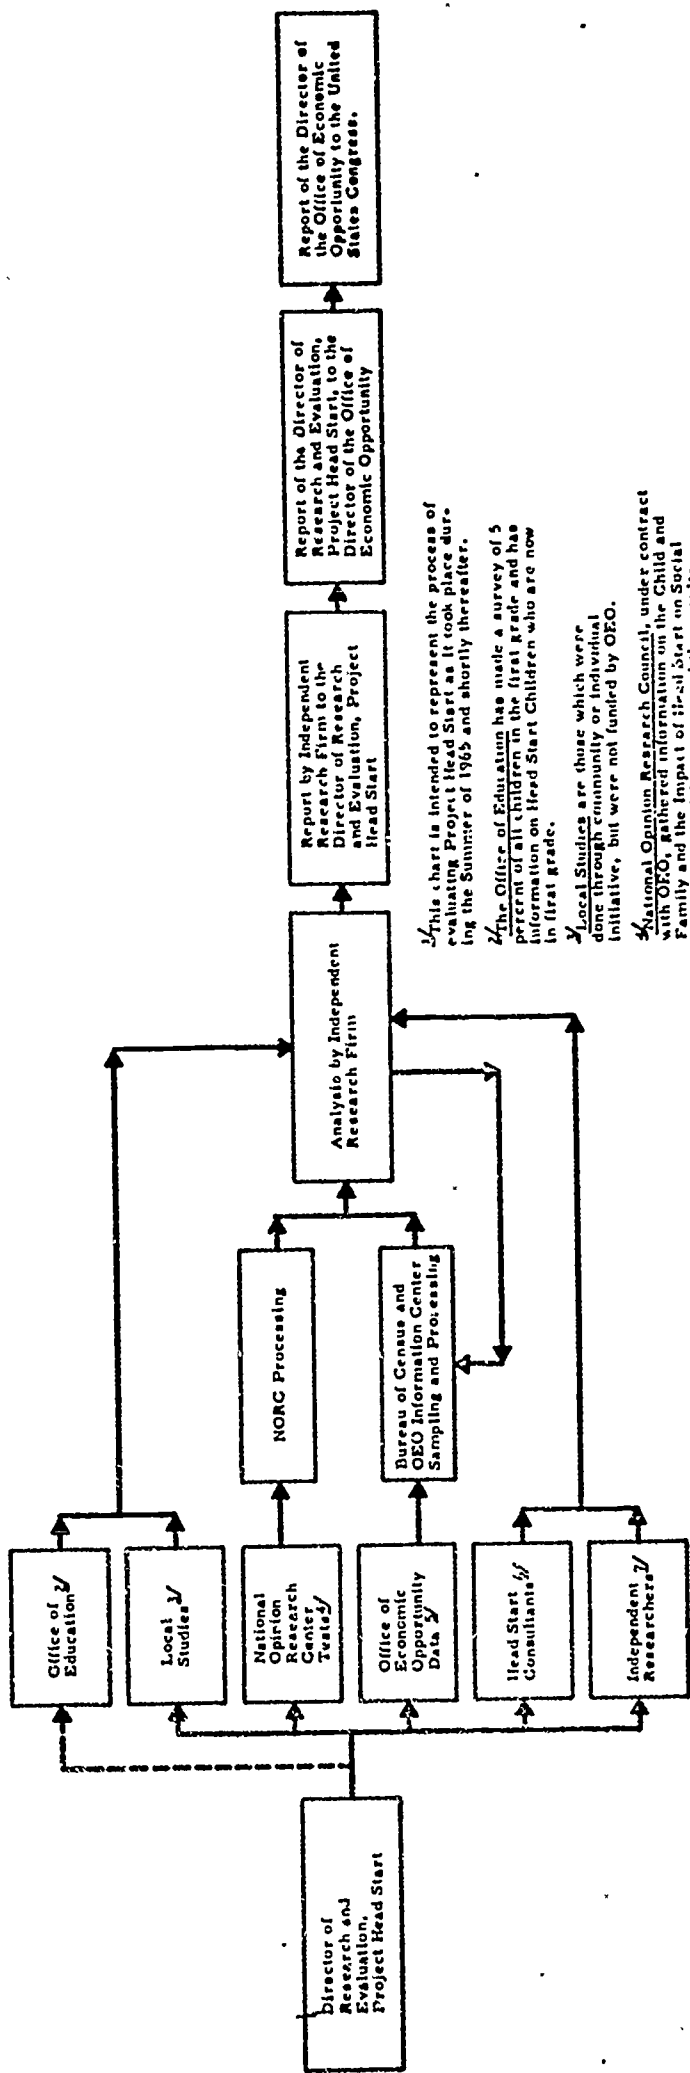 Director of
Research and
Evaluation,
Project Head Start
Office of
Education 2/
Local
Studies 3/
National
Opinion
Research
Center
Tests 4/
Office of
Economic
Opportunity
Data 5/
Head Start
Consultants 6/
Independent
Researchers 7/
NORC Processing
Bureau of Census and
OEO Information Center
Sampling and Processing
Analysis by Independent
Research Firm
Report by Independent
Research Firm to the
Director of Research
and Evaluation, Project
Head Start
Report of the Director of
Research and Evaluation,
Project Head Start, to the
Director of the Office of
Economic Opportunity
Report of the Director of
the Office of Economic
Opportunity to the United
States Congress.
1/ This chart is intended to represent the process of
evaluating Project Head Start as it took place dur-
ing the Summer of 1965 and shortly thereafter.
2/ The Office of Education has made a survey of 5
percent of all children in the first grade and has
information on Head Start Children who are now
in first grade.
3/ Local Studies are those which were
done through community or individual
initiative, but were not funded by OEO.
4/ National Opinion Research Council, under contract
with OEO, gathered information on the Child and
Family and the Impact of Head Start on Social